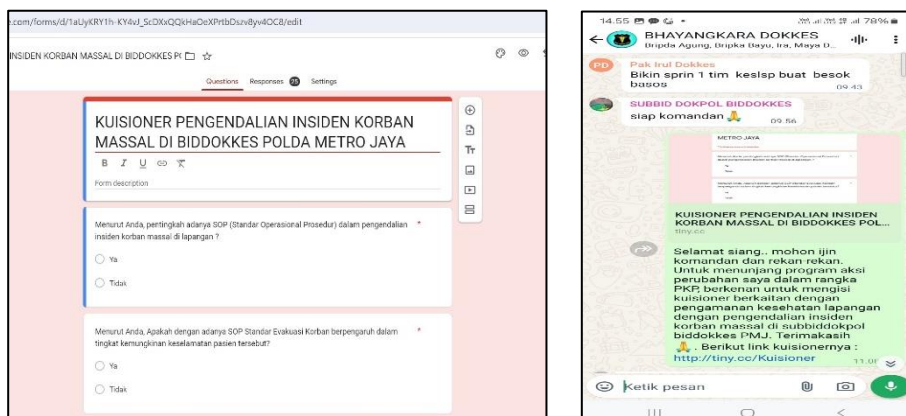 INSIDEN KORBAN MASSAL DI BIDDOKKES P
Questions Responses 25 Settings
KUISIONER PENGENDALIAN INSIDEN KORBAN
MASSAL DI BIDDOKKES POLDA METRO JAYA
B I U
Form description
Menurut Anda, pentingkah adanya SOP (Standar Operasional Prosedur) dalam pengendalian *
insiden korban massal di lapangan ?
Ya
Tidak
Menurut Anda, Apakah dengan adanya SOP Standar Evakuasi Korban berpengaruh dalam *
tingkat kemungkinan keselamatan pasien tersebut?
Ya
Tidak
14.55 78%
BHAYANGKARA DOKKES
Bripda Agung, Bripka Bayu, Ira, Maya D...
PD Pak Irul Dokkes
Bikin sprin 1 tim keslsp buat besok
basos
09.43
SUBBID DOKPOL BIDDOKKES
siap komandan 🙏 09.56
METRO JAYA
KUISIONER PENGENDALIAN INSIDEN
KORBAN MASSAL DI BIDDOKKES POL...
tiny.cc
Selamat siang.. mohon ijin
komandan dan rekan-rekan.
Untuk menunjang program aksi
perubahan saya dalam rangka
PKP, berkenan untuk mengisi
kuisioner berkaitan dengan
pengamanan kesehatan lapangan
dengan pengendalian insiden
korban massal di subbiddokpol
biddokkes PMJ. Terimakasih
🙏 . Berikut link kuisionernya :
http://tiny.cc/Kuisioner
Ketik pesan